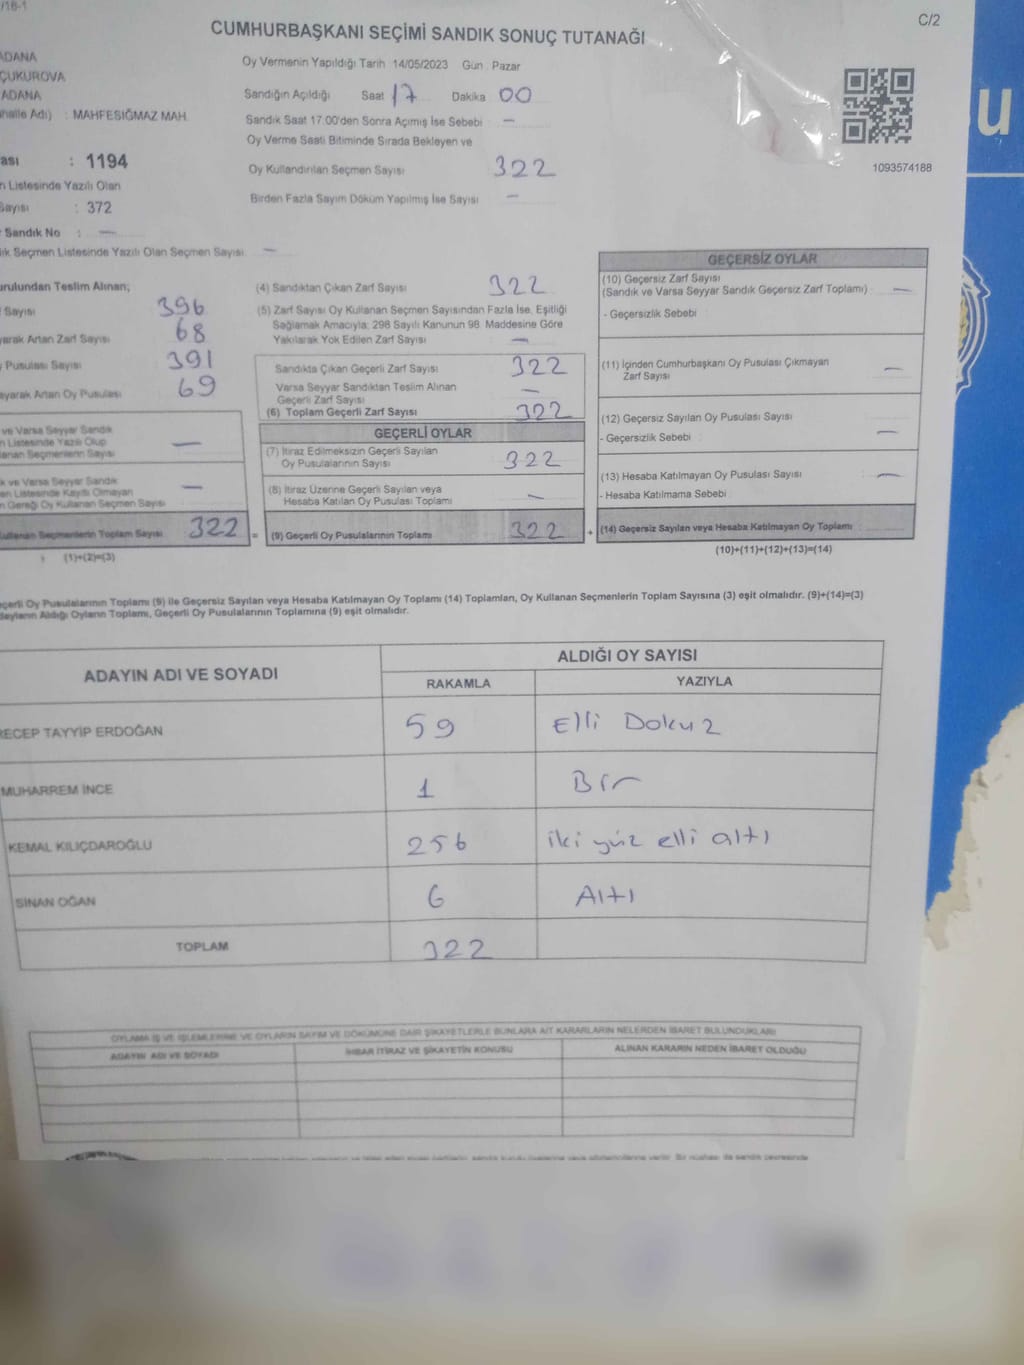 /18-1
C/2
CUMHURBAŞKANI SEÇİMİ SANDIK SONUÇ TUTANAĞI
ADANA
ÇUKUROVA
ADANA
: MAHFESIĞMAZ MAH.
: 1194
Listesinde Yazılı Olan
Sayısı : 372
Sandık No : —
Seçmen Listesinde Yazılı Olan Seçmen Sayısı —
Oy Vermenin Yapıldığı Tarih : 14/05/2023 Gün : Pazar
Sandığın Açıldığı Saat 17 Dakika 00
Sandık Saat 17:00'den Sonra Açımış İse Sebebi : —
Oy Verme Saati Bitiminde Sırada Bekleyen ve
Oy Kullandırılan Seçmen Sayısı 322
Birden Fazla Sayım Döküm Yapılmış İse Sayısı —
1093574188
u
Teslim Alınan;
Sayısı 396
Artan Zarf Sayısı 68
Pusulası Sayısı 391
Artan Oy Pusulası 69
ve Varsa Seyyar Sandık
Listesinde Yazılı Olup
Seçmenlerin Sayısı —
ve Varsa Seyyar Sandık
Listesinde Kayıtlı Olmayan
Gereği Oy Kullanan Seçmen Sayısı —
Kullanan Seçmenlerin Toplam Sayısı 322
(1)+(2)=(3)
(4) Sandıktan Çıkan Zarf Sayısı 322
(5) Zarf Sayısı Oy Kullanan Seçmen Sayısından Fazla İse, Eşitliği
Sağlamak Amacıyla; 298 Sayılı Kanunun 98. Maddesine Göre
Yakılarak Yok Edilen Zarf Sayısı —
Sandıkta Çıkan Geçerli Zarf Sayısı 322
Varsa Seyyar Sandıktan Teslim Alınan
Geçerli Zarf Sayısı —
(6) Toplam Geçerli Zarf Sayısı 322
GEÇERLİ OYLAR
(7) İtiraz Edilmeksizin Geçerli Sayılan
Oy Pusulalarının Sayısı 322
(8) İtiraz Üzerine Geçerli Sayılan veya
Hesaba Katılan Oy Pusulası Toplamı —
= (9) Geçerli Oy Pusulalarının Toplamı 322 +
GEÇERSİZ OYLAR
(10) Geçersiz Zarf Sayısı
(Sandık ve Varsa Seyyar Sandık Geçersiz Zarf Toplamı) : —
- Geçersizlik Sebebi :
(11) İçinden Cumhurbaşkanı Oy Pusulası Çıkmayan
Zarf Sayısı —
(12) Geçersiz Sayılan Oy Pusulası Sayısı —
- Geçersizlik Sebebi :
(13) Hesaba Katılmayan Oy Pusulası Sayısı —
- Hesaba Katılmama Sebebi :
(14) Geçersiz Sayılan veya Hesaba Katılmayan Oy Toplamı
(10)+(11)+(12)+(13)=(14)
Oy Pusulalarının Toplamı (9) ile Geçersiz Sayılan veya Hesaba Katılmayan Oy Toplamı (14) Toplamları, Oy Kullanan Seçmenlerin Toplam Sayısına (3) eşit olmalıdır. (9)+(14)=(3)
Aldığı Oyların Toplamı, Geçerli Oy Pusulalarının Toplamına (9) eşit olmalıdır.
ADAYIN ADI VE SOYADI
ALDIĞI OY SAYISI
RAKAMLA YAZIYLA
RECEP TAYYİP ERDOĞAN 59 Elli Dokuz
MUHARREM İNCE 1 Bir
KEMAL KILIÇDAROĞLU 256 iki yüz elli altı
SİNAN OĞAN 6 Altı
TOPLAM 322
OYLAMA İŞ VE İŞLEMLERİNE VE OYLARIN SAYIM VE DÖKÜMÜNE DAİR ŞİKAYETLERLE BUNLARA AİT KARARLARIN NELERDEN İBARET BULUNDUKLARI
ADAYIN ADI VE SOYADI İHBAR İTİRAZ VE ŞİKAYETİN KONUSU ALINAN KARARIN NEDEN İBARET OLDUĞU